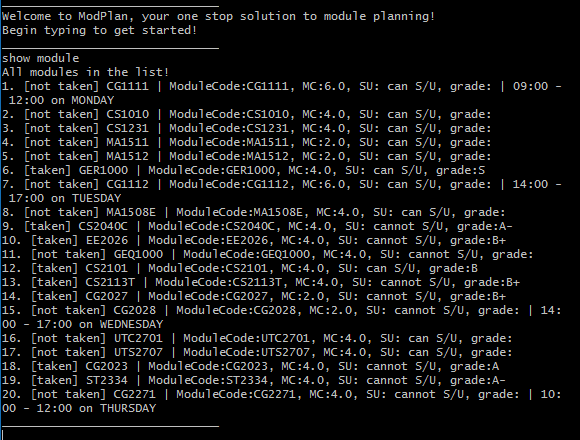 Welcome to ModPlan, your one stop solution to module planning!
Begin typing to get started!
show module
All modules in the list!
1. [not taken] CG1111 | ModuleCode:CG1111, MC:6.0, SU: can S/U, grade: | 09:00 -
12:00 on MONDAY
2. [not taken] CS1010 | ModuleCode:CS1010, MC:4.0, SU: can S/U, grade:
3. [not taken] CS1231 | ModuleCode:CS1231, MC:4.0, SU: can S/U, grade:
4. [not taken] MA1511 | ModuleCode:MA1511, MC:2.0, SU: can S/U, grade:
5. [not taken] MA1512 | ModuleCode:MA1512, MC:2.0, SU: can S/U, grade:
6. [taken] GER1000 | ModuleCode:GER1000, MC:4.0, SU: can S/U, grade:S
7. [not taken] CG1112 | ModuleCode:CG1112, MC:6.0, SU: can S/U, grade: | 14:00 -
17:00 on TUESDAY
8. [not taken] MA1508E | ModuleCode:MA1508E, MC:4.0, SU: can S/U, grade:
9. [taken] CS2040C | ModuleCode:CS2040C, MC:4.0, SU: cannot S/U, grade:A-
10. [taken] EE2026 | ModuleCode:EE2026, MC:4.0, SU: cannot S/U, grade:B+
11. [not taken] GEQ1000 | ModuleCode:GEQ1000, MC:4.0, SU: cannot S/U, grade:
12. [taken] CS2101 | ModuleCode:CS2101, MC:4.0, SU: can S/U, grade:B
13. [taken] CS2113T | ModuleCode:CS2113T, MC:4.0, SU: cannot S/U, grade:B+
14. [taken] CG2027 | ModuleCode:CG2027, MC:2.0, SU: cannot S/U, grade:B+
15. [not taken] CG2028 | ModuleCode:CG2028, MC:2.0, SU: cannot S/U, grade: | 14:
00 - 17:00 on WEDNESDAY
16. [not taken] UTC2701 | ModuleCode:UTC2701, MC:4.0, SU: can S/U, grade:
17. [not taken] UTS2707 | ModuleCode:UTS2707, MC:4.0, SU: can S/U, grade:
18. [taken] CG2023 | ModuleCode:CG2023, MC:4.0, SU: cannot S/U, grade:A
19. [taken] ST2334 | ModuleCode:ST2334, MC:4.0, SU: cannot S/U, grade:A-
20. [not taken] CG2271 | ModuleCode:CG2271, MC:4.0, SU: cannot S/U, grade: | 10:
00 - 12:00 on THURSDAY